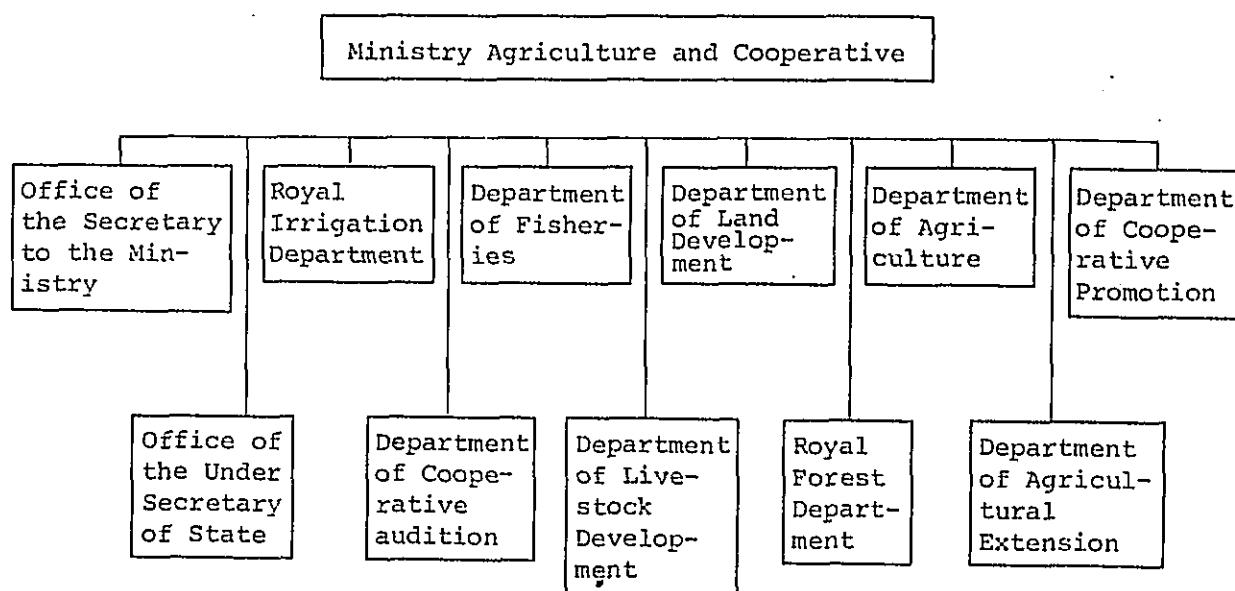 Ministry Agriculture and Cooperative
Office of
the Secretary
to the Min-
istry
Royal
Irrigation
Department
Department
of Fisher-
ies
Department
of Land
Develop-
ment
Department
of Agri-
culture
Department
of Coope-
rative
Promotion
Office of
the Under
Secretary
of State
Department
of Coope-
rative
audition
Department
of Live-
stock
Develop-
ment
Royal
Forest
Depart-
ment
Department
of Agricul-
tural
Extension